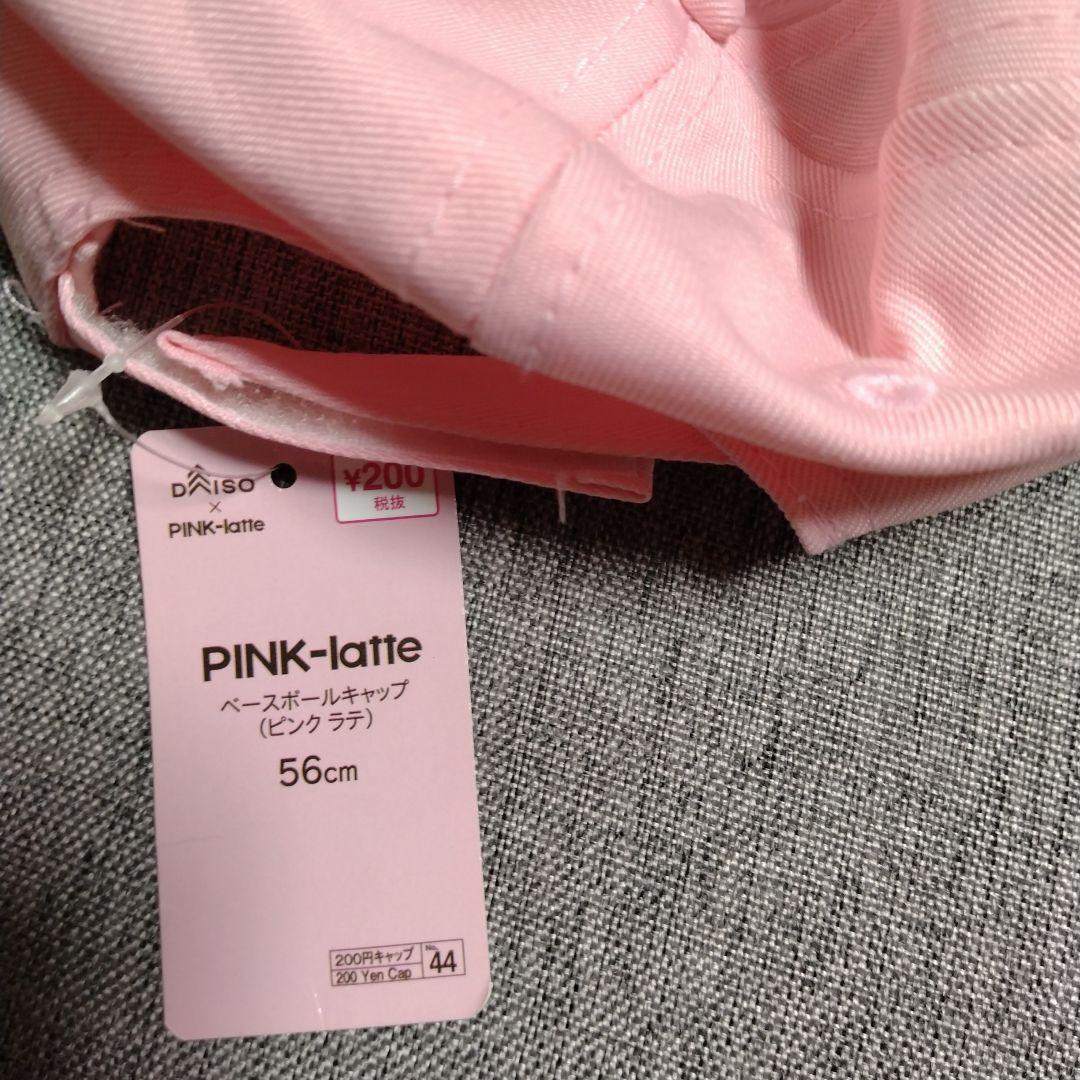 DAISO
×
PINK-latte
¥200
税抜
PINK-latte
ベースボールキャップ
(ピンク ラテ)
56cm
200円キャップ
200 Yen Cap
No.
44